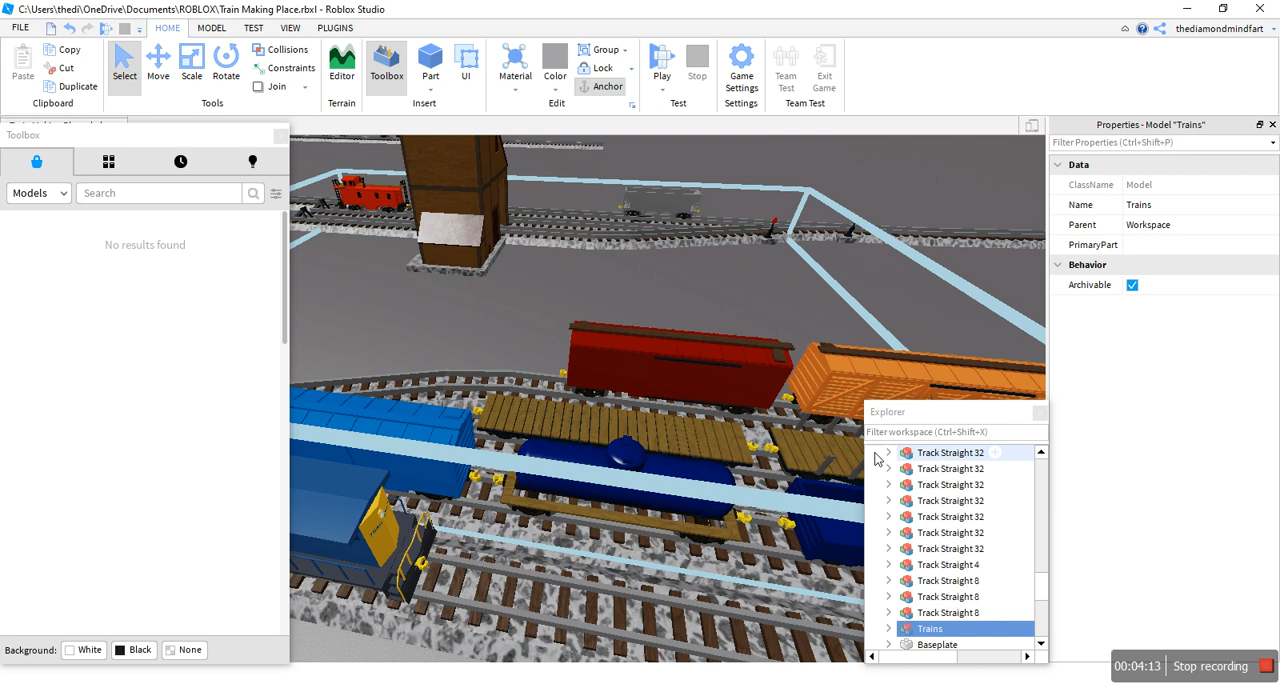 C:\Users\thedi\OneDrive\Documents\ROBLOX\Train Making Place.rbxl - Roblox Studio
FILE HOME MODEL TEST VIEW PLUGINS thediamondmindfart
Paste Copy Cut Duplicate
Select Move Scale Rotate Collisions Constraints Join
Editor Toolbox Part UI
Material Color Group Lock Anchor
Play Stop Game Settings Team Test Exit Game
Clipboard Tools Terrain Insert Edit Test Settings Team Test
Toolbox
Models Search
No results found
Background: White Black None
Properties - Model "Trains"
Filter Properties (Ctrl+Shift+P)
Data
ClassName Model
Name Trains
Parent Workspace
PrimaryPart
Behavior
Archivable
Explorer
Filter workspace (Ctrl+Shift+X)
Track Straight 32
Track Straight 32
Track Straight 32
Track Straight 32
Track Straight 32
Track Straight 32
Track Straight 32
Track Straight 4
Track Straight 8
Track Straight 8
Track Straight 8
Trains
Baseplate
00:04:13 Stop recording